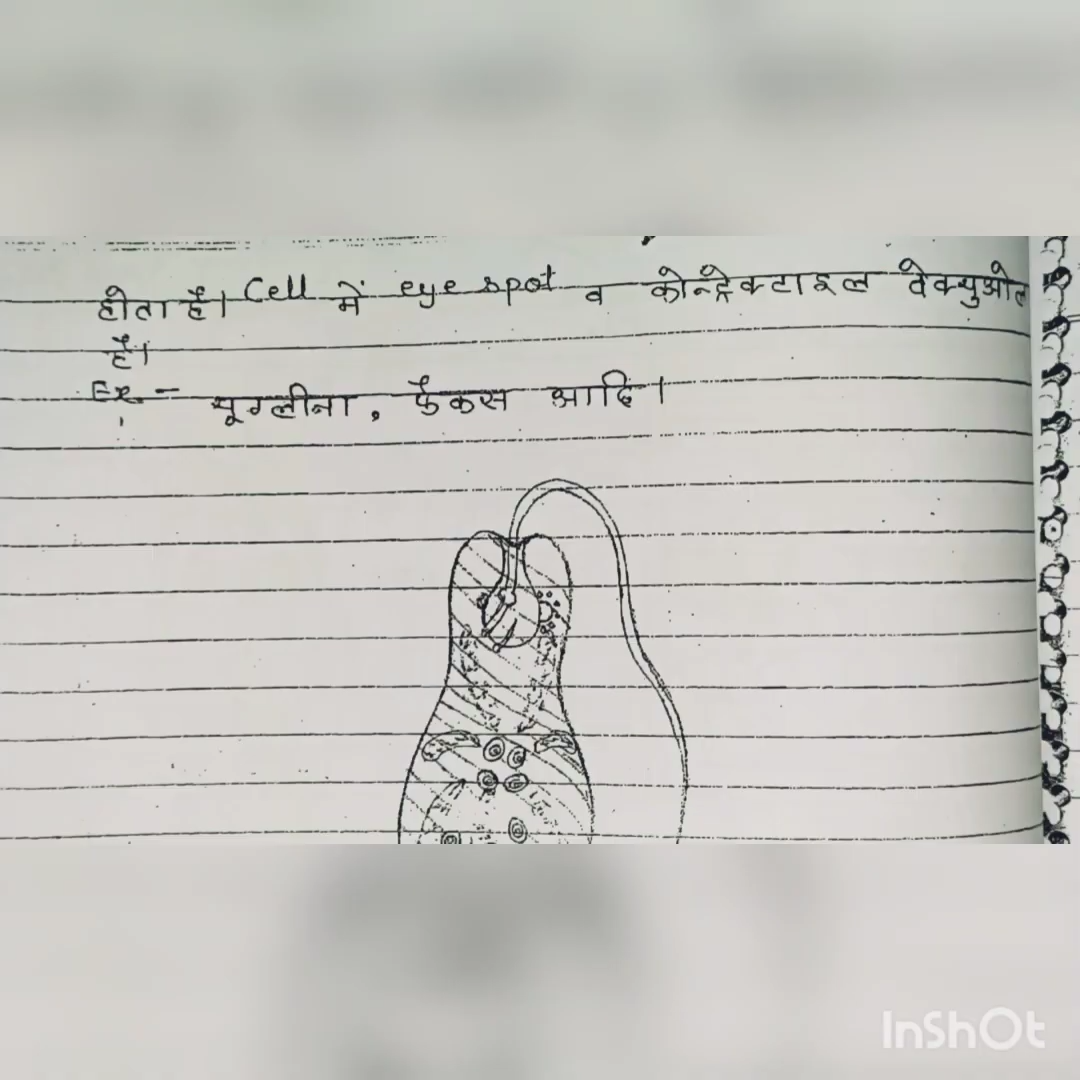 होता है। Cell में eye spot व कोन्ट्रेक्टाइल वेक्युओल
है।
Ex. - यूग्लीना, फैकस आदि।
InShOt